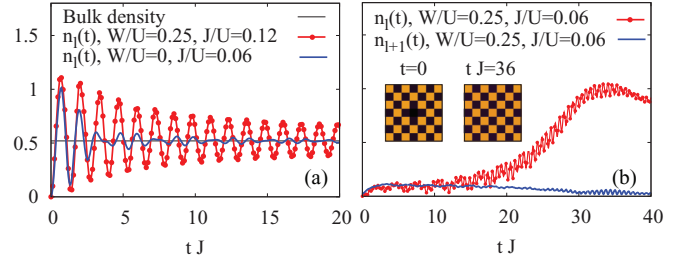 Bulk density
n_l(t), W/U=0.25, J/U=0.12
n_l(t), W/U=0, J/U=0.06
1.5
1
0.5
0
(a)
0 5 10 15 20
t J
n_l(t), W/U=0.25, J/U=0.06
n_{l+1}(t), W/U=0.25, J/U=0.06
t=0 t J=36
(b)
0 10 20 30 40
t J